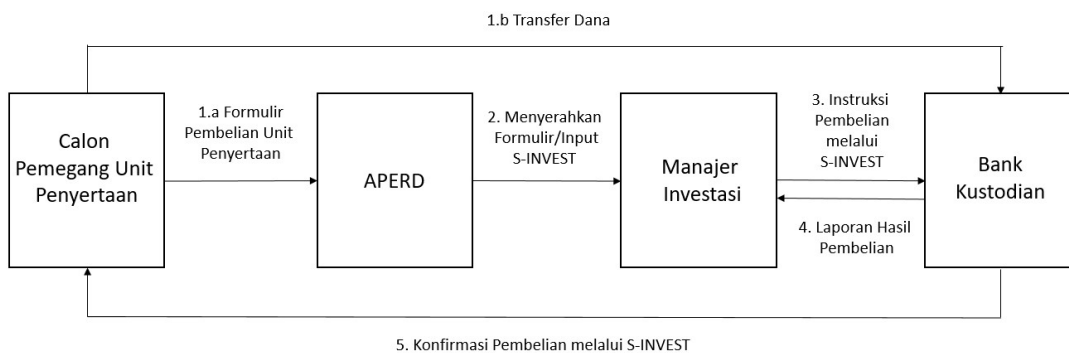 1.b Transfer Dana
Calon
Pemegang Unit
Penyertaan
1.a Formulir
Pembelian Unit
Penyertaan
APERD
2. Menyerahkan
Formulir/Input
S-INVEST
Manajer
Investasi
3. Instruksi
Pembelian
melalui
S-INVEST
4. Laporan Hasil
Pembelian
Bank
Kustodian
5. Konfirmasi Pembelian melalui S-INVEST